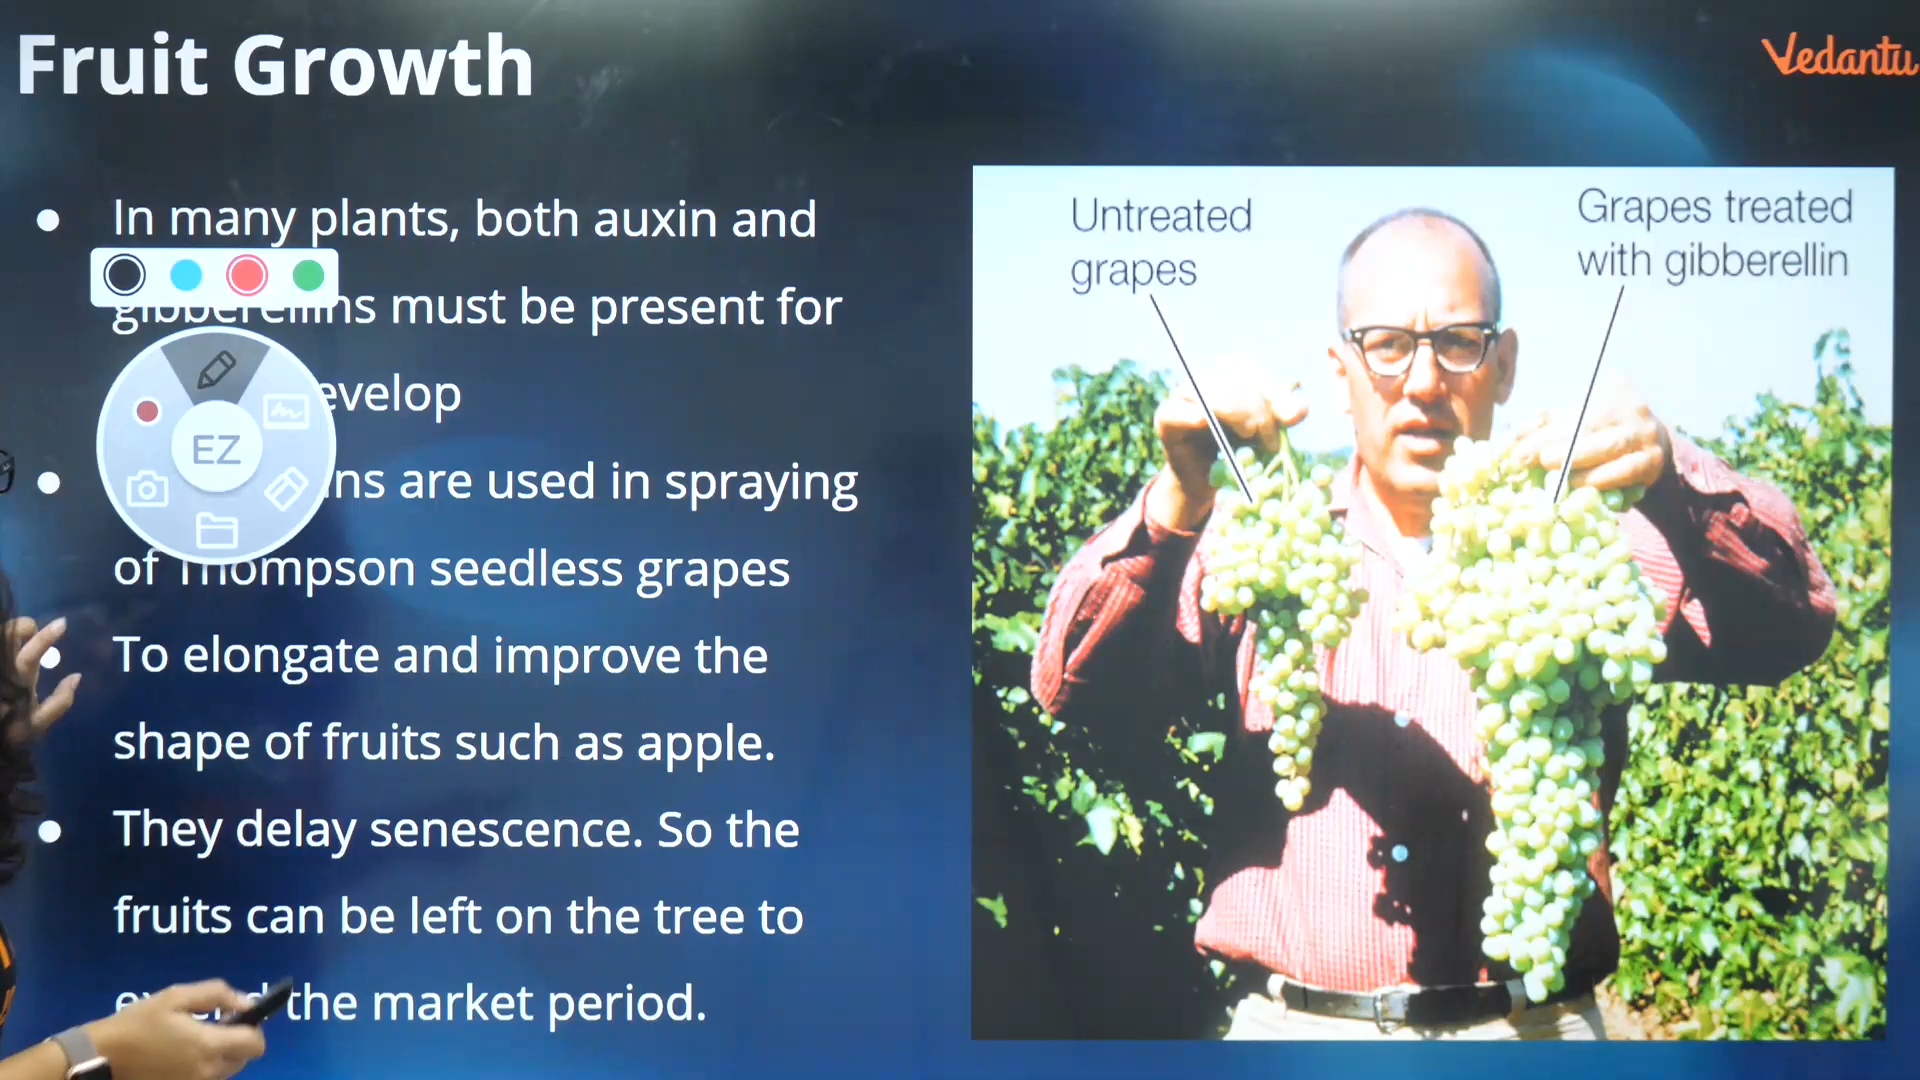 Fruit Growth
Vedantu
In many plants, both auxin and
gibberellins must be present for
evelop
ns are used in spraying
of Thompson seedless grapes
To elongate and improve the
shape of fruits such as apple.
They delay senescence. So the
fruits can be left on the tree to
the market period.
EZ
Untreated
grapes
Grapes treated
with gibberellin